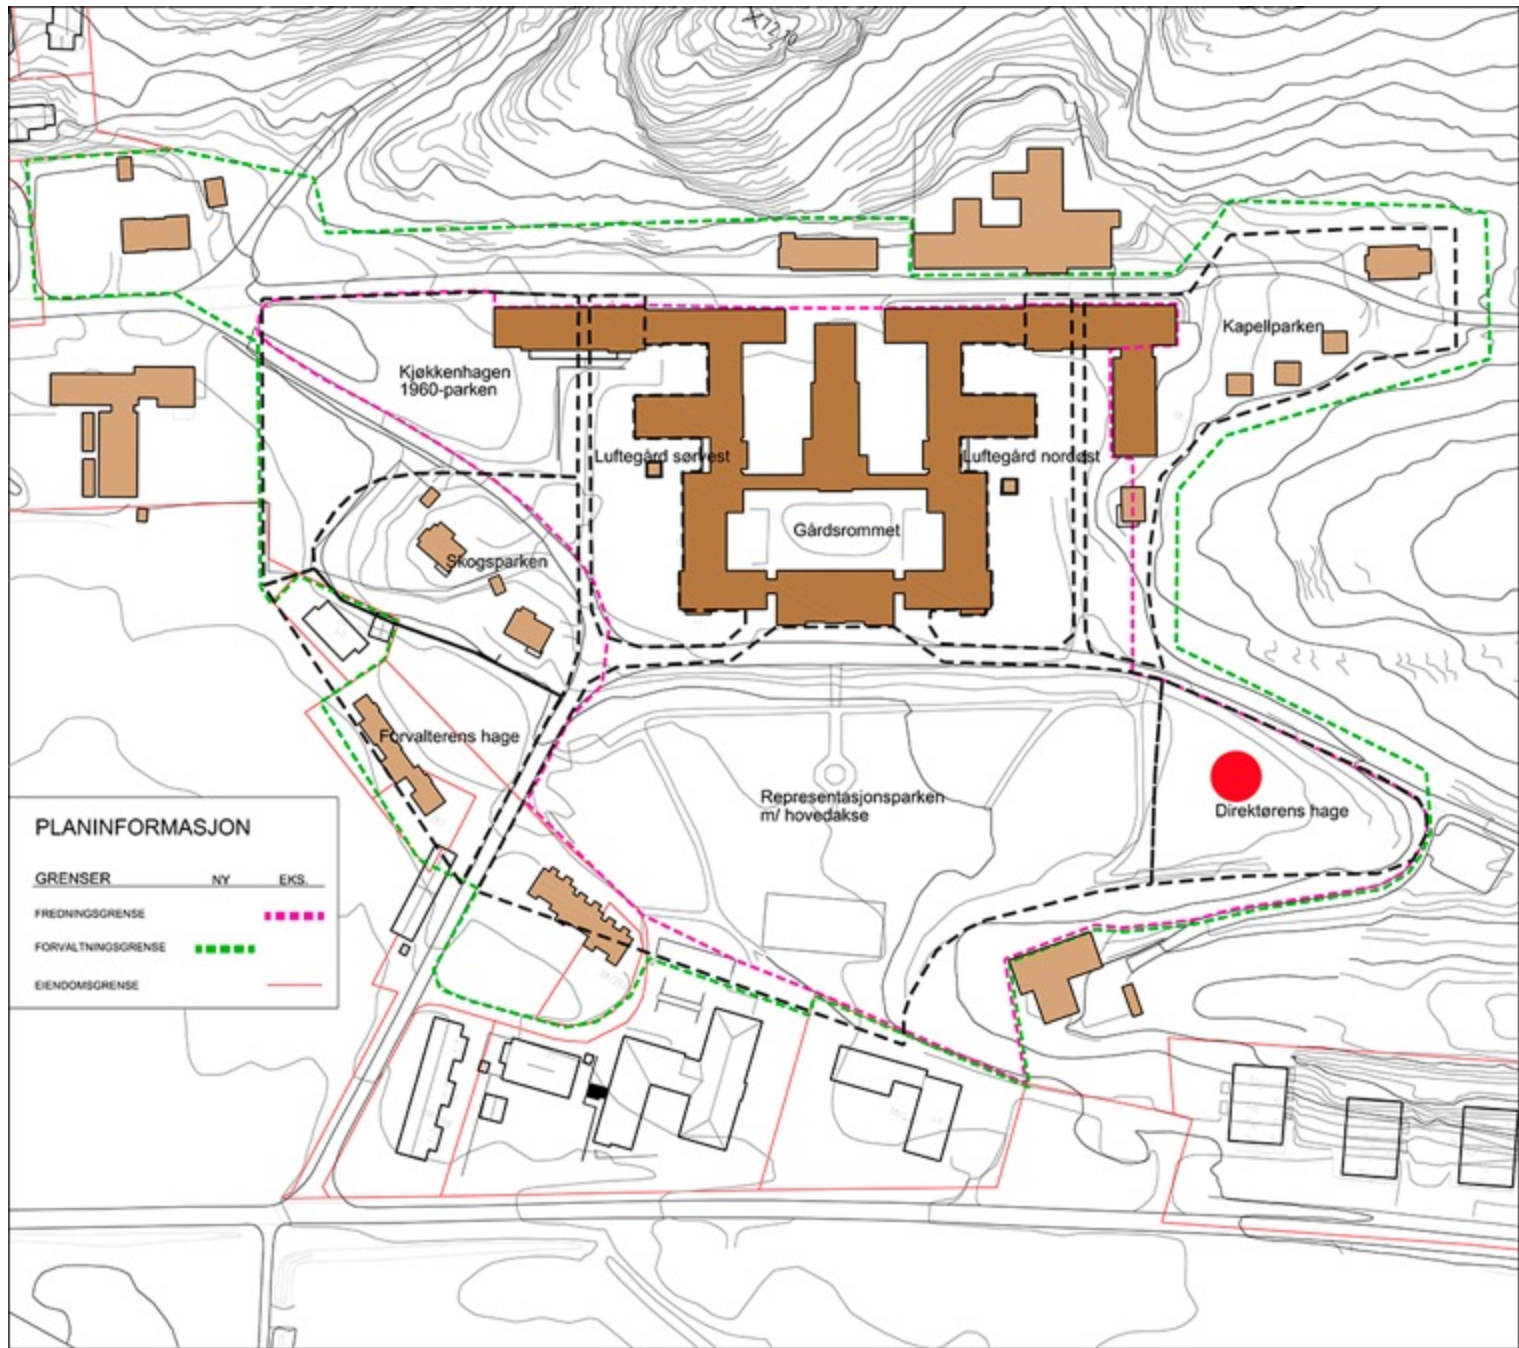 Kapellparken
Kjøkkenhagen
1960-parken
Luftegård sørvest
Luftegård nordøst
Gårdsrommet
Skogsparken
Forvalterens hage
Representasjonsparken
m/ hovedakse
Direktørens hage
PLANINFORMASJON
GRENSER NY EKS.
FREDNINGSGRENSE
FORVALTNINGSGRENSE
EIENDOMSGRENSE